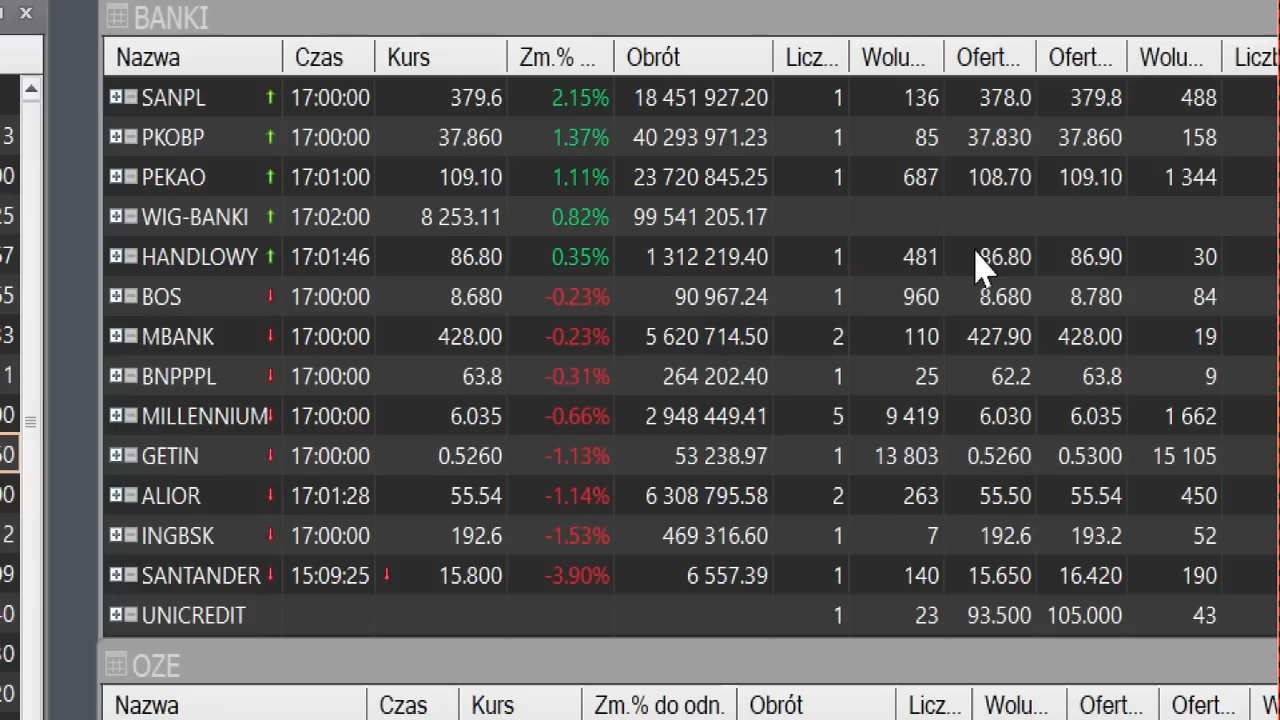 BANKI
Nazwa Czas Kurs Zm.% ... Obrót Licz... Wolu... Ofert... Ofert... Wolu... Liczb
SANPL 17:00:00 379.6 2.15% 18 451 927.20 1 136 378.0 379.8 488
PKOBP 17:00:00 37.860 1.37% 40 293 971.23 1 85 37.830 37.860 158
PEKAO 17:01:00 109.10 1.11% 23 720 845.25 1 687 108.70 109.10 1 344
WIG-BANKI 17:02:00 8 253.11 0.82% 99 541 205.17
HANDLOWY 17:01:46 86.80 0.35% 1 312 219.40 1 481 86.80 86.90 30
BOS 17:00:00 8.680 -0.23% 90 967.24 1 960 8.680 8.780 84
MBANK 17:00:00 428.00 -0.23% 5 620 714.50 2 110 427.90 428.00 19
BNPPPL 17:00:00 63.8 -0.31% 264 202.40 1 25 62.2 63.8 9
MILLENNIUM 17:00:00 6.035 -0.66% 2 948 449.41 5 9 419 6.030 6.035 1 662
GETIN 17:00:00 0.5260 -1.13% 53 238.97 1 13 803 0.5260 0.5300 15 105
ALIOR 17:01:28 55.54 -1.14% 6 308 795.58 2 263 55.50 55.54 450
INGBSK 17:00:00 192.6 -1.53% 469 316.60 1 7 192.6 193.2 52
SANTANDER 15:09:25 15.800 -3.90% 6 557.39 1 140 15.650 16.420 190
UNICREDIT 1 23 93.500 105.000 43
OZE
Nazwa Czas Kurs Zm.% do odn. Obrót Licz... Wolu... Ofert... Ofert... W